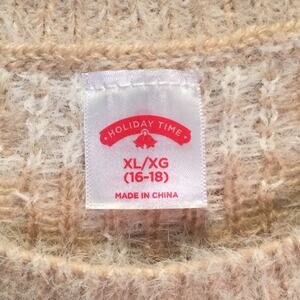 • HOLIDAY TIME •
XL/XG
(16-18)
MADE IN CHINA